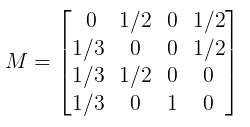 M = [ 0 1/2 0 1/2
1/3 0 0 1/2
1/3 1/2 0 0
1/3 0 1 0 ]